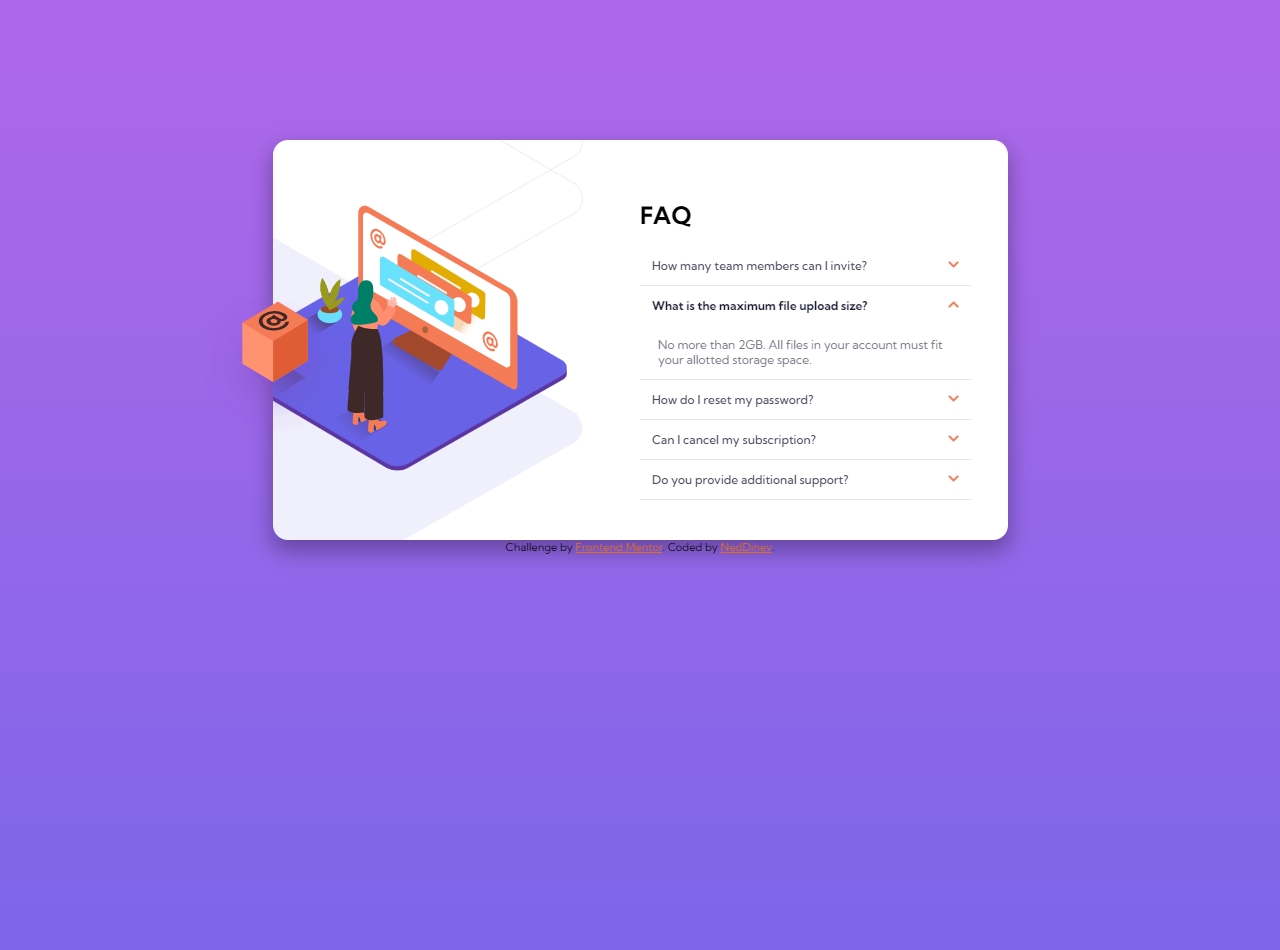 FAQ
How many team members can I invite?
What is the maximum file upload size?
No more than 2GB. All files in your account must fit
your allotted storage space.
How do I reset my password?
Can I cancel my subscription?
Do you provide additional support?
Challenge by Frontend Mentor. Coded by NedDinev.
@
@
@